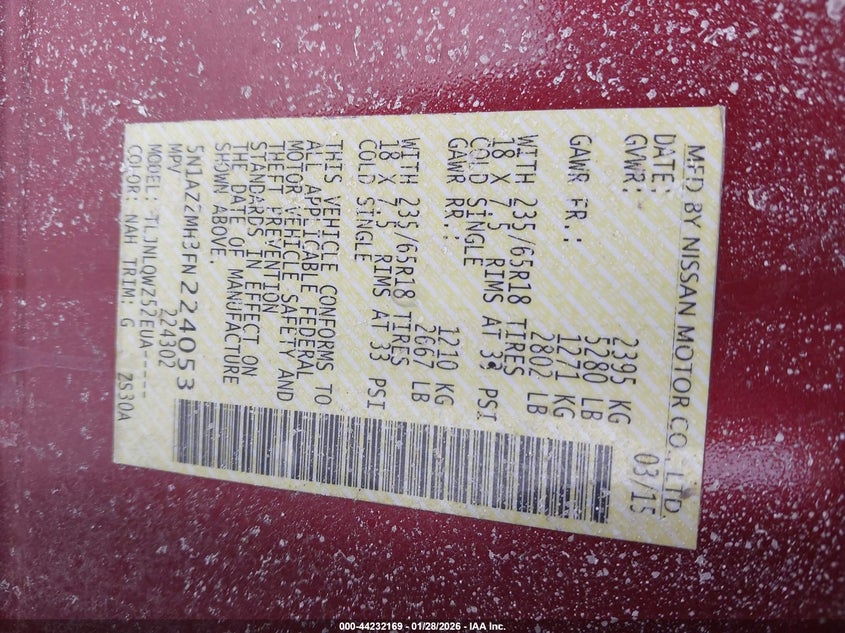 MFD BY NISSAN MOTOR CO., LTD.
DATE: 03/15
GVWR: 2395 KG
5280 LB
GAWR FR.: 1271 KG
2802 LB
WITH 235/65R18 TIRES
18 X 7.5 RIMS AT 33 PSI
COLD SINGLE
GAWR RR.: 1210 KG
2667 LB
WITH 235/65R18 TIRES
18 X 7.5 RIMS AT 33 PSI
COLD SINGLE
THIS VEHICLE CONFORMS TO
ALL APPLICABLE FEDERAL
MOTOR VEHICLE SAFETY AND
THEFT PREVENTION
STANDARDS IN EFFECT ON
THE DATE OF MANUFACTURE
SHOWN ABOVE.
5N1AZ2MH3FN224053
MPV 224302
MODEL: TLJNLQWZ52EUA-----
COLOR: NAH TRIM: G ZS30A
000-44232169 - 01/28/2026 - IAA Inc.